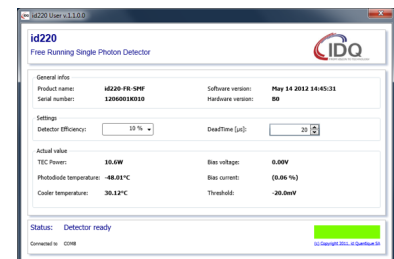 id220 User v.1.1.0.0
id220
Free Running Single Photon Detector
IDQ
General infos
Product name: id220-FR-SMF Software version: May 14 2012 14:45:31
Serial number: 1206001K010 Hardware version: B0
Settings
Detector Efficiency: 10 % DeadTime [µs]: 20
Actual value
TEC Power: 10.6W Bias voltage: 0.00V
Photodiode temperature: -48.01°C Bias current: (0.06 %)
Cooler temperature: 30.12°C Threshold: -20.0mV
Status: Detector ready
Connected to COM8
(c) Copyright 2011, id Quantique SA